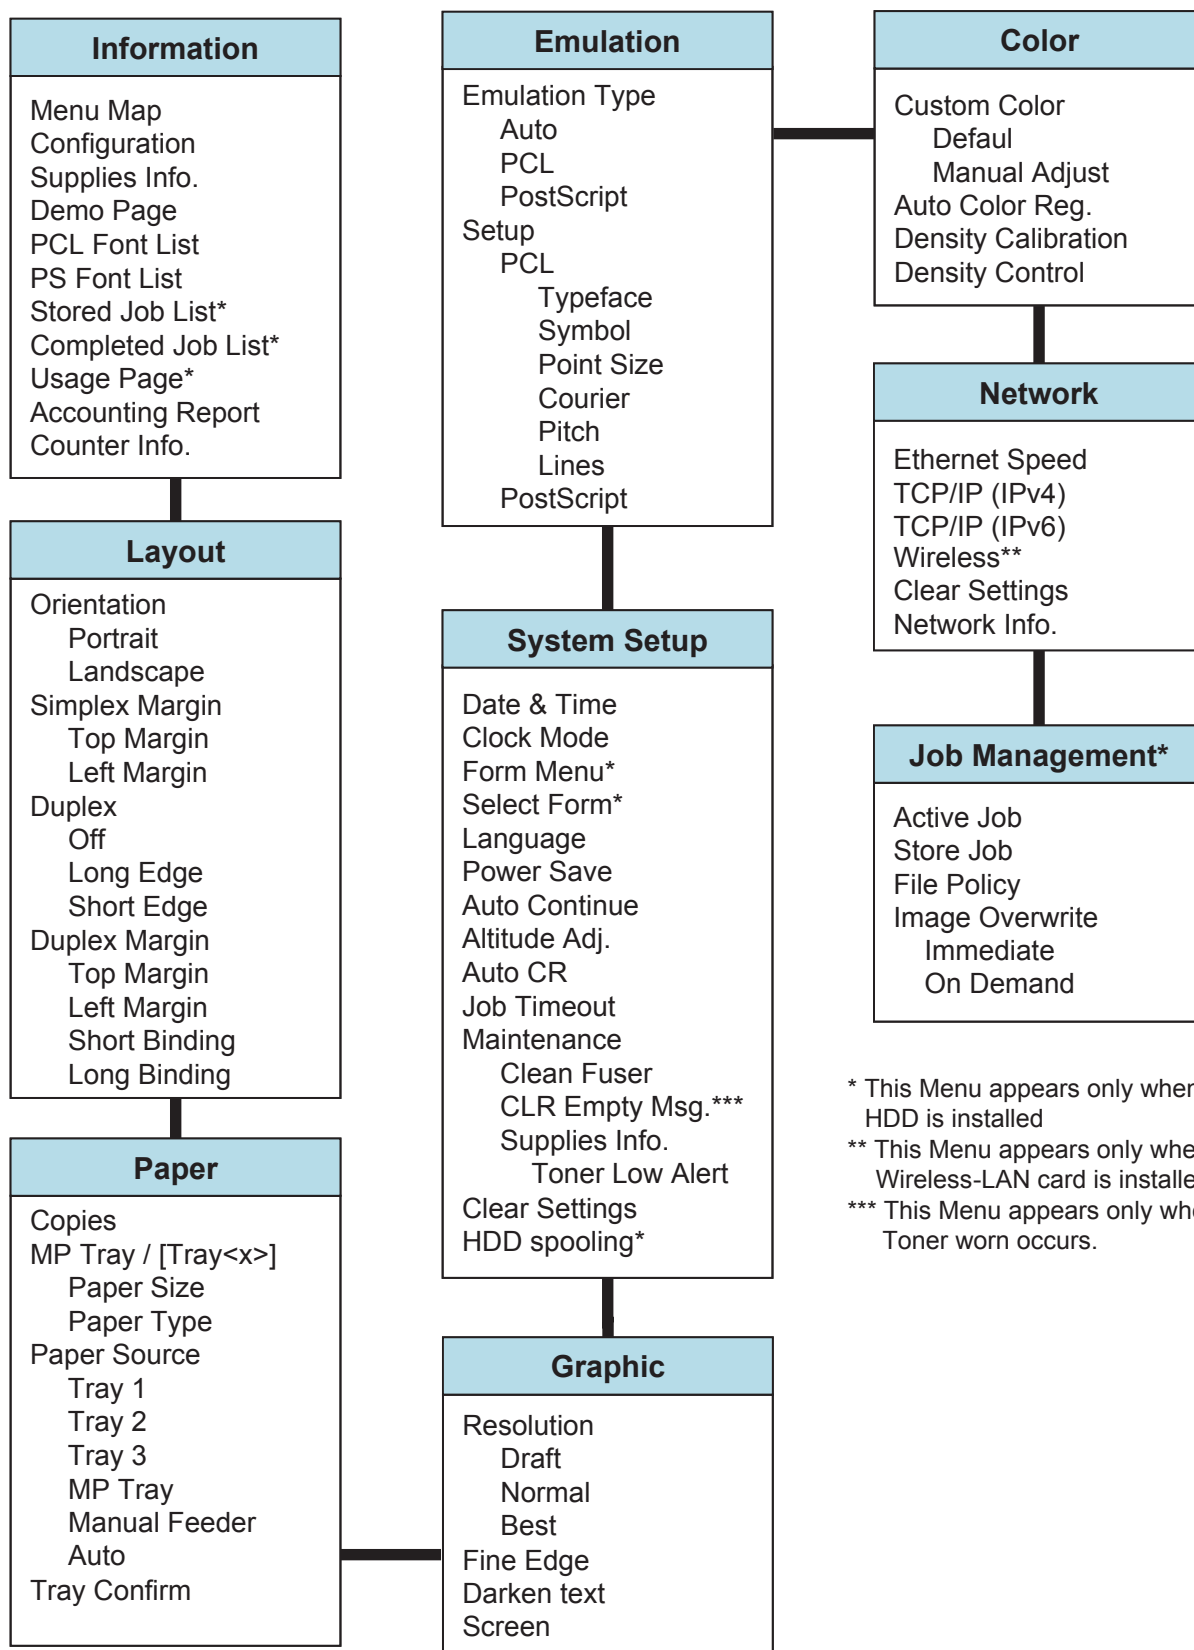 Information
Menu Map
Configuration
Supplies Info.
Demo Page
PCL Font List
PS Font List
Stored Job List*
Completed Job List*
Usage Page*
Accounting Report
Counter Info.
Layout
Orientation
Portrait
Landscape
Simplex Margin
Top Margin
Left Margin
Duplex
Off
Long Edge
Short Edge
Duplex Margin
Top Margin
Left Margin
Short Binding
Long Binding
Paper
Copies
MP Tray / [Tray<x>]
Paper Size
Paper Type
Paper Source
Tray 1
Tray 2
Tray 3
MP Tray
Manual Feeder
Auto
Tray Confirm
Emulation
Emulation Type
Auto
PCL
PostScript
Setup
PCL
Typeface
Symbol
Point Size
Courier
Pitch
Lines
PostScript
System Setup
Date & Time
Clock Mode
Form Menu*
Select Form*
Language
Power Save
Auto Continue
Altitude Adj.
Auto CR
Job Timeout
Maintenance
Clean Fuser
CLR Empty Msg.***
Supplies Info.
Toner Low Alert
Clear Settings
HDD spooling*
Graphic
Resolution
Draft
Normal
Best
Fine Edge
Darken text
Screen
Color
Custom Color
Defaul
Manual Adjust
Auto Color Reg.
Density Calibration
Density Control
Network
Ethernet Speed
TCP/IP (IPv4)
TCP/IP (IPv6)
Wireless**
Clear Settings
Network Info.
Job Management*
Active Job
Store Job
File Policy
Image Overwrite
Immediate
On Demand
* This Menu appears only when
HDD is installed
** This Menu appears only whe
Wireless-LAN card is installe
*** This Menu appears only whe
Toner worn occurs.